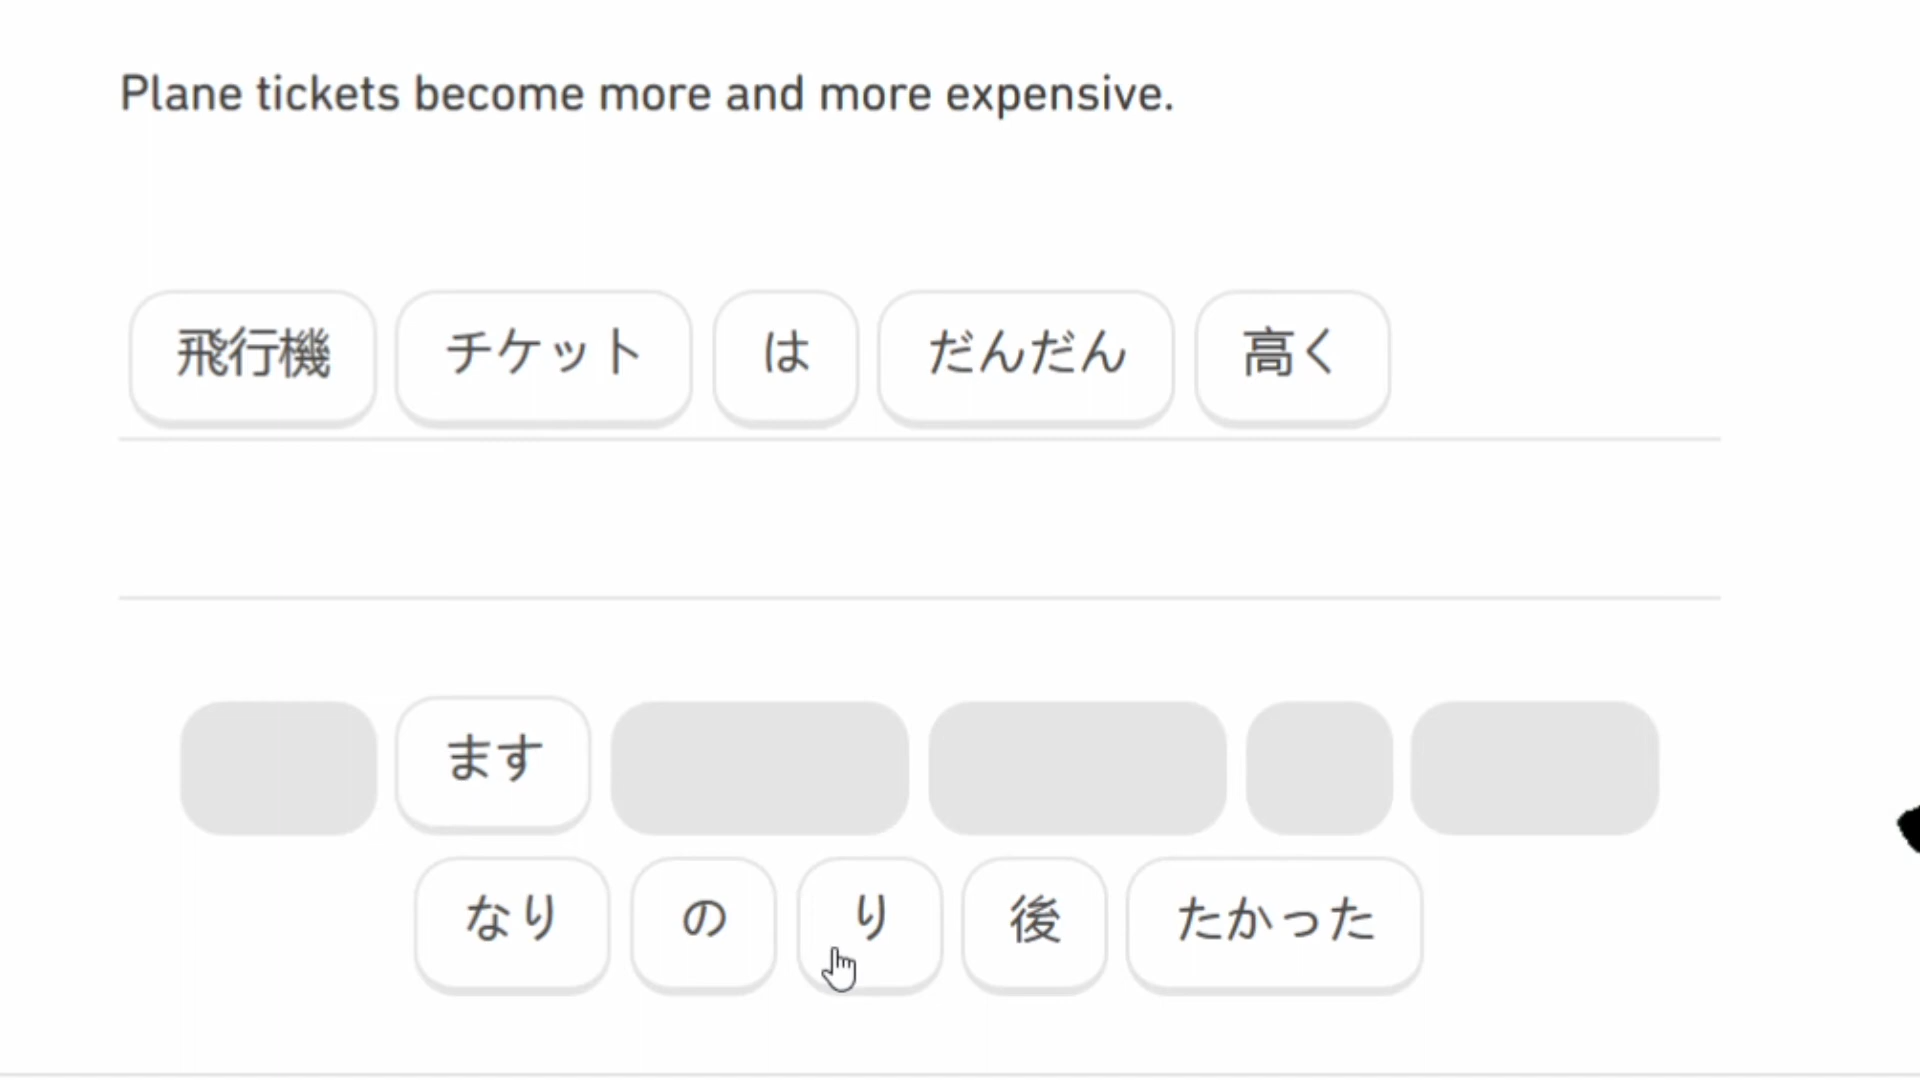 Plane tickets become more and more expensive.
飛行機 チケット は だんだん 高く
ます
なり の り 後 たかった